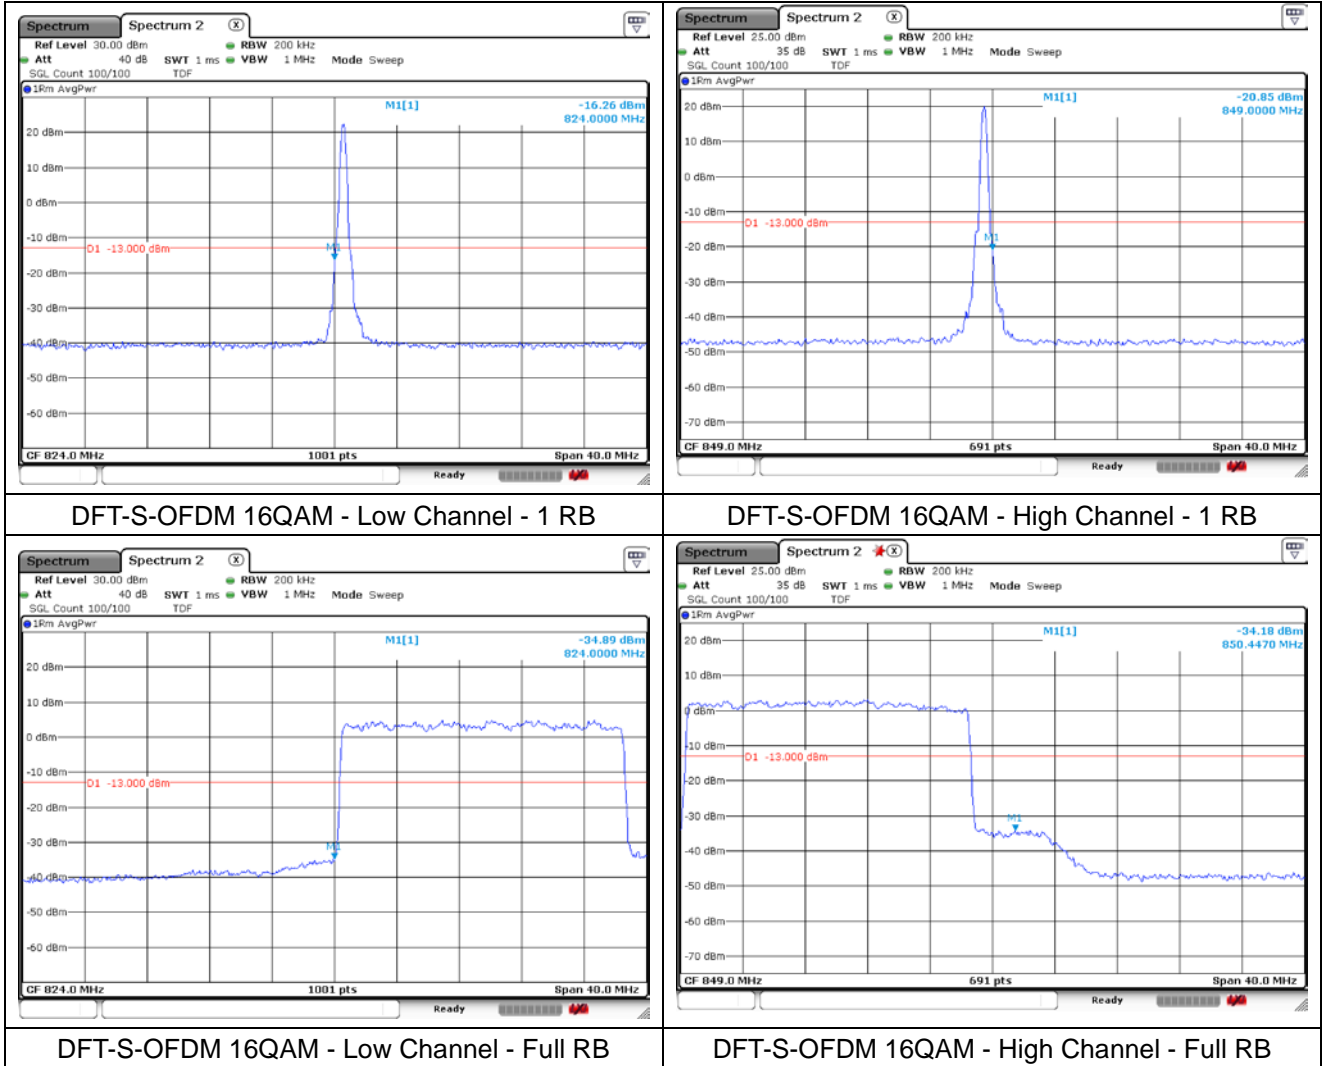 Spectrum Spectrum 2 X
Ref Level 30.00 dBm RBW 200 kHz
Att 40 dB SWT 1 ms VBW 1 MHz Mode Sweep
SGL Count 100/100 TDF
1Rm AvgPwr
M1[1] -16.26 dBm
824.0000 MHz
20 dBm
10 dBm
0 dBm
-10 dBm
D1 -13.000 dBm
M1
-20 dBm
-30 dBm
-40 dBm
-50 dBm
-60 dBm
CF 824.0 MHz 1001 pts Span 40.0 MHz
Ready
Spectrum Spectrum 2 X
Ref Level 25.00 dBm RBW 200 kHz
Att 35 dB SWT 1 ms VBW 1 MHz Mode Sweep
SGL Count 100/100 TDF
1Rm AvgPwr
M1[1] -20.85 dBm
849.0000 MHz
20 dBm
10 dBm
0 dBm
-10 dBm
D1 -13.000 dBm
M1
-20 dBm
-30 dBm
-40 dBm
-50 dBm
-60 dBm
-70 dBm
CF 849.0 MHz 691 pts Span 40.0 MHz
Ready
DFT-S-OFDM 16QAM - Low Channel - 1 RB
DFT-S-OFDM 16QAM - High Channel - 1 RB
Spectrum Spectrum 2 X
Ref Level 30.00 dBm RBW 200 kHz
Att 40 dB SWT 1 ms VBW 1 MHz Mode Sweep
SGL Count 100/100 TDF
1Rm AvgPwr
M1[1] -34.89 dBm
824.0000 MHz
20 dBm
10 dBm
0 dBm
-10 dBm
D1 -13.000 dBm
-20 dBm
-30 dBm
M1
-40 dBm
-50 dBm
-60 dBm
CF 824.0 MHz 1001 pts Span 40.0 MHz
Ready
Spectrum Spectrum 2 X
Ref Level 25.00 dBm RBW 200 kHz
Att 35 dB SWT 1 ms VBW 1 MHz Mode Sweep
SGL Count 100/100 TDF
1Rm AvgPwr
M1[1] -34.18 dBm
850.4470 MHz
20 dBm
10 dBm
0 dBm
-10 dBm
D1 -13.000 dBm
-20 dBm
-30 dBm
M1
-40 dBm
-50 dBm
-60 dBm
-70 dBm
CF 849.0 MHz 691 pts Span 40.0 MHz
Ready
DFT-S-OFDM 16QAM - Low Channel - Full RB
DFT-S-OFDM 16QAM - High Channel - Full RB